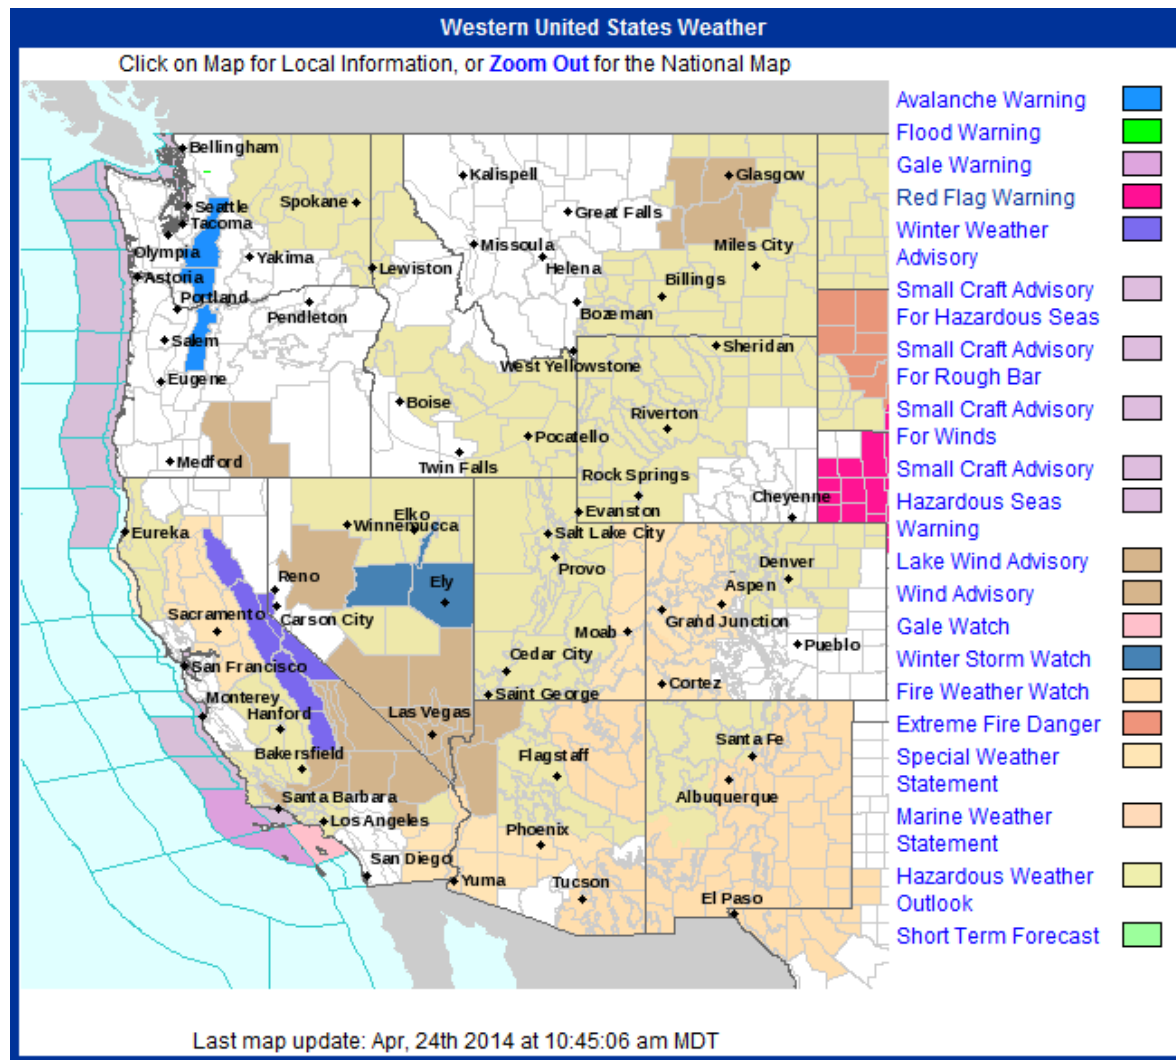 Western United States Weather
Click on Map for Local Information, or Zoom Out for the National Map
Bellingham
Seattle
Tacoma
Olympia
Astoria
Portland
Salem
Eugene
Medford
Spokane
Yakima
Lewiston
Pendleton
Kalispell
Great Falls
Missoula
Helena
Glasgow
Miles City
Billings
Bozeman
West Yellowstone
Sheridan
Boise
Pocatello
Twin Falls
Riverton
Rock Springs
Cheyenne
Evanston
Eureka
Winnemucca
Elko
Ely
Reno
Carson City
Sacramento
San Francisco
Monterey
Hanford
Bakersfield
Santa Barbara
Los Angeles
San Diego
Las Vegas
Salt Lake City
Provo
Moab
Cedar City
Saint George
Denver
Aspen
Grand Junction
Pueblo
Cortez
Flagstaff
Phoenix
Yuma
Tucson
Santa Fe
Albuquerque
El Paso
Avalanche Warning
Flood Warning
Gale Warning
Red Flag Warning
Winter Weather
Advisory
Small Craft Advisory
For Hazardous Seas
Small Craft Advisory
For Rough Bar
Small Craft Advisory
For Winds
Small Craft Advisory
Hazardous Seas
Warning
Lake Wind Advisory
Wind Advisory
Gale Watch
Winter Storm Watch
Fire Weather Watch
Extreme Fire Danger
Special Weather
Statement
Marine Weather
Statement
Hazardous Weather
Outlook
Short Term Forecast
Last map update: Apr, 24th 2014 at 10:45:06 am MDT